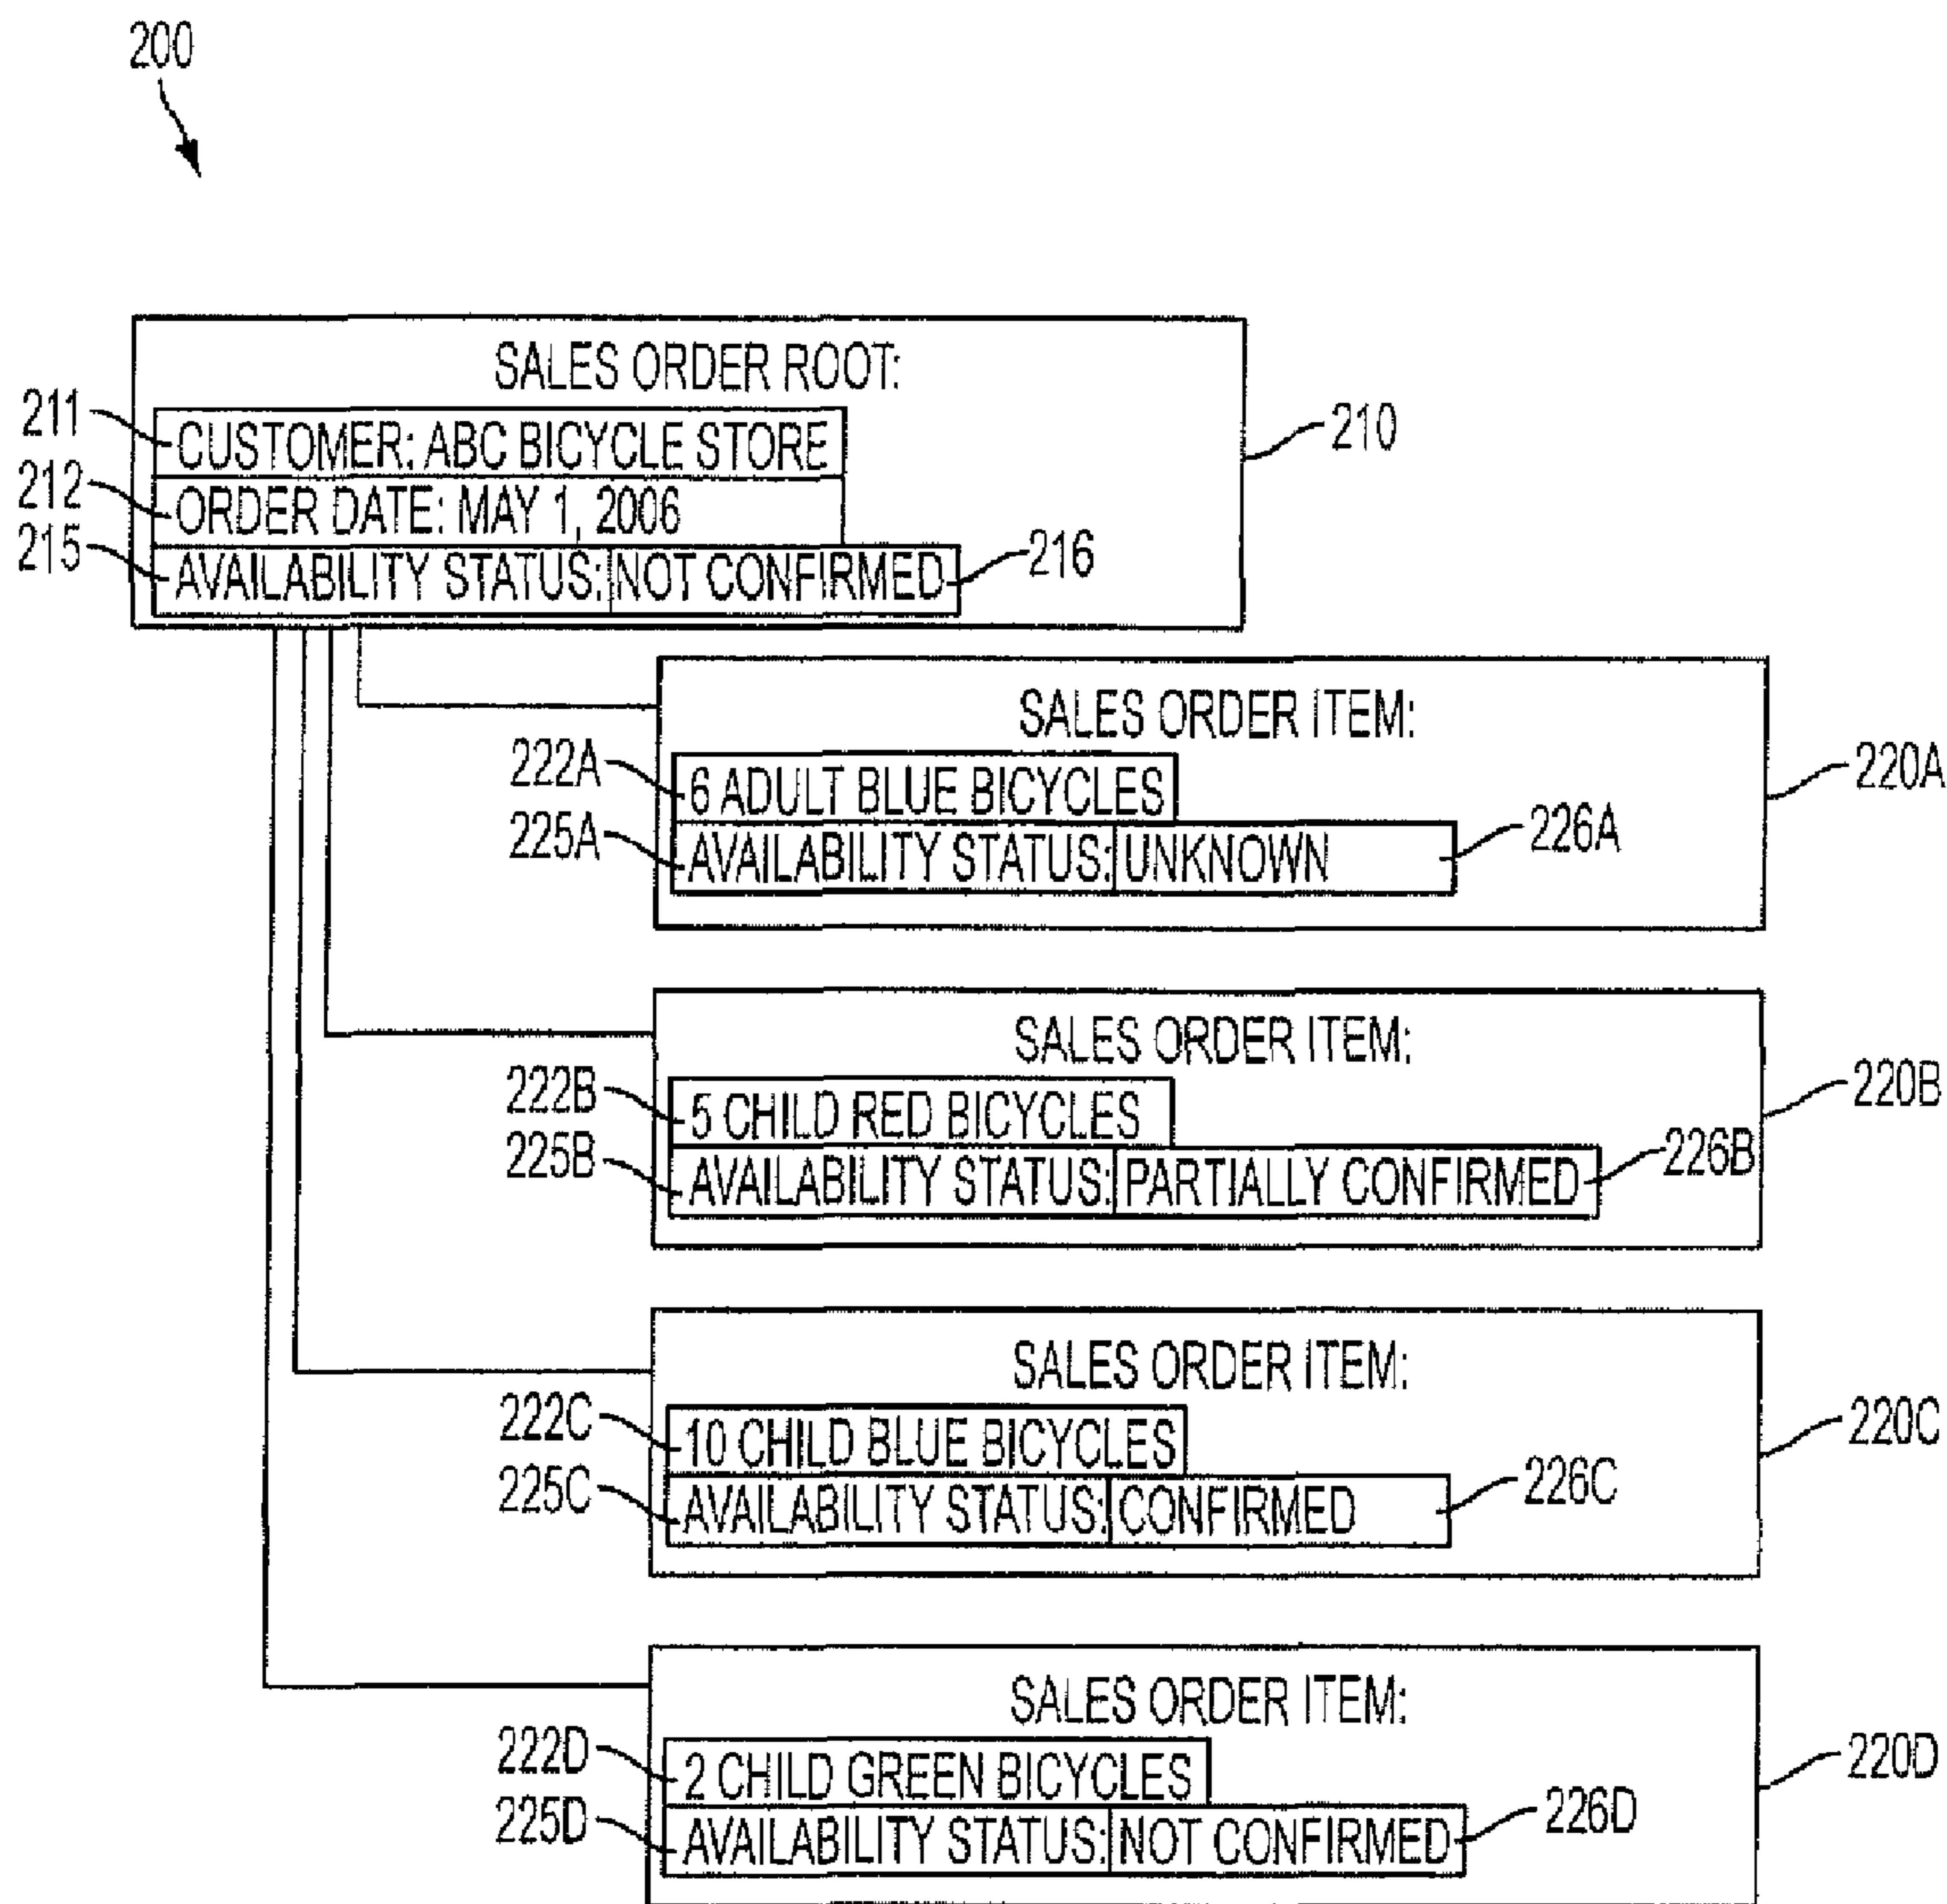 200
SALES ORDER ROOT:
211
CUSTOMER: ABC BICYCLE STORE
210
212
ORDER DATE: MAY 1, 2006
215
AVAILABILITY STATUS: NOT CONFIRMED
216
SALES ORDER ITEM:
222A
6 ADULT BLUE BICYCLES
220A
225A
AVAILABILITY STATUS: UNKNOWN
226A
SALES ORDER ITEM:
222B
5 CHILD RED BICYCLES
220B
225B
AVAILABILITY STATUS: PARTIALLY CONFIRMED
226B
SALES ORDER ITEM:
222C
10 CHILD BLUE BICYCLES
220C
225C
AVAILABILITY STATUS: CONFIRMED
226C
SALES ORDER ITEM:
222D
2 CHILD GREEN BICYCLES
220D
225D
AVAILABILITY STATUS: NOT CONFIRMED
226D